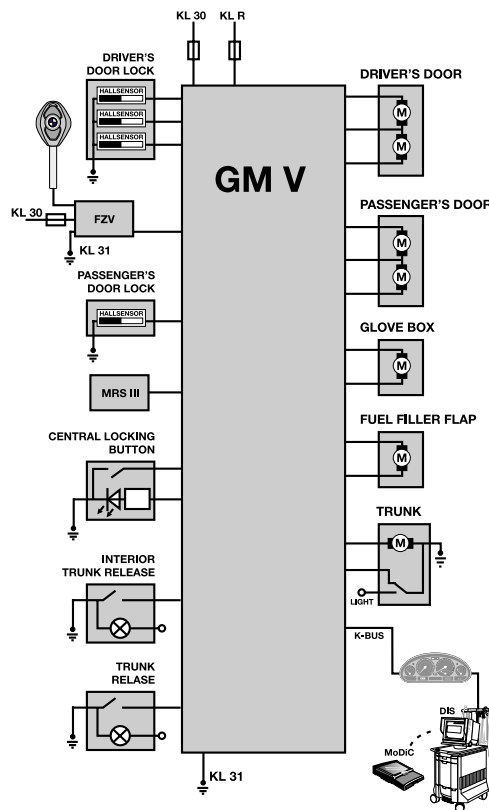 KL 30
KL R
DRIVER'S
DOOR LOCK
HALLSENSOR
HALLSENSOR
HALLSENSOR
KL 30
FZV
KL 31
PASSENGER'S
DOOR LOCK
HALLSENSOR
MRS III
CENTRAL LOCKING
BUTTON
INTERIOR
TRUNK RELEASE
TRUNK
RELASE
GM V
KL 31
DRIVER'S DOOR
M
M
PASSENGER'S DOOR
M
M
GLOVE BOX
M
FUEL FILLER FLAP
M
TRUNK
M
LIGHT
K-BUS
DIS
MoDiC